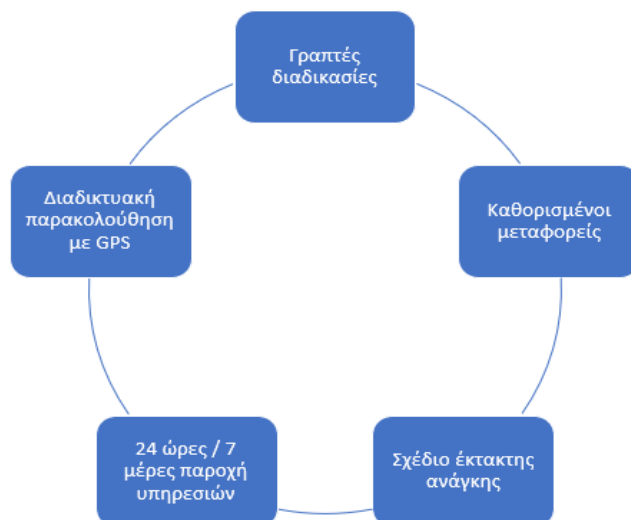 Γραπτές
διαδικασίες
Καθορισμένοι
μεταφορείς
Σχέδιο έκτακτης
ανάγκης
24 ώρες / 7
μέρες παροχή
υπηρεσιών
Διαδικτυακή
παρακολούθηση
με GPS